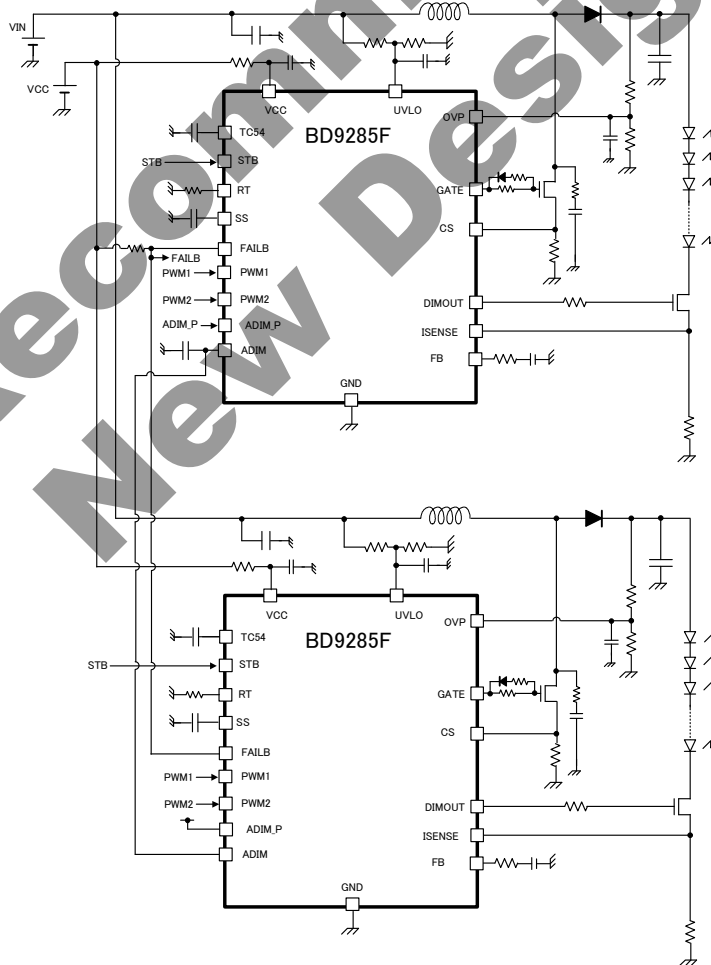 VIN
VCC
VCC
UVLO
BD9285F
OVP
TC54
STB
STB
RT
GATE
SS
CS
FAILB
FAILB
PWM1
PWM1
PWM2
PWM2
DIMOUT
ADIM_P
ADIM_P
ISENSE
ADIM
FB
GND
New Desig
VCC
UVLO
BD9285F
OVP
TC54
STB
STB
RT
GATE
SS
CS
FAILB
PWM1
PWM1
PWM2
PWM2
DIMOUT
ADIM_P
ISENSE
ADIM
FB
GND